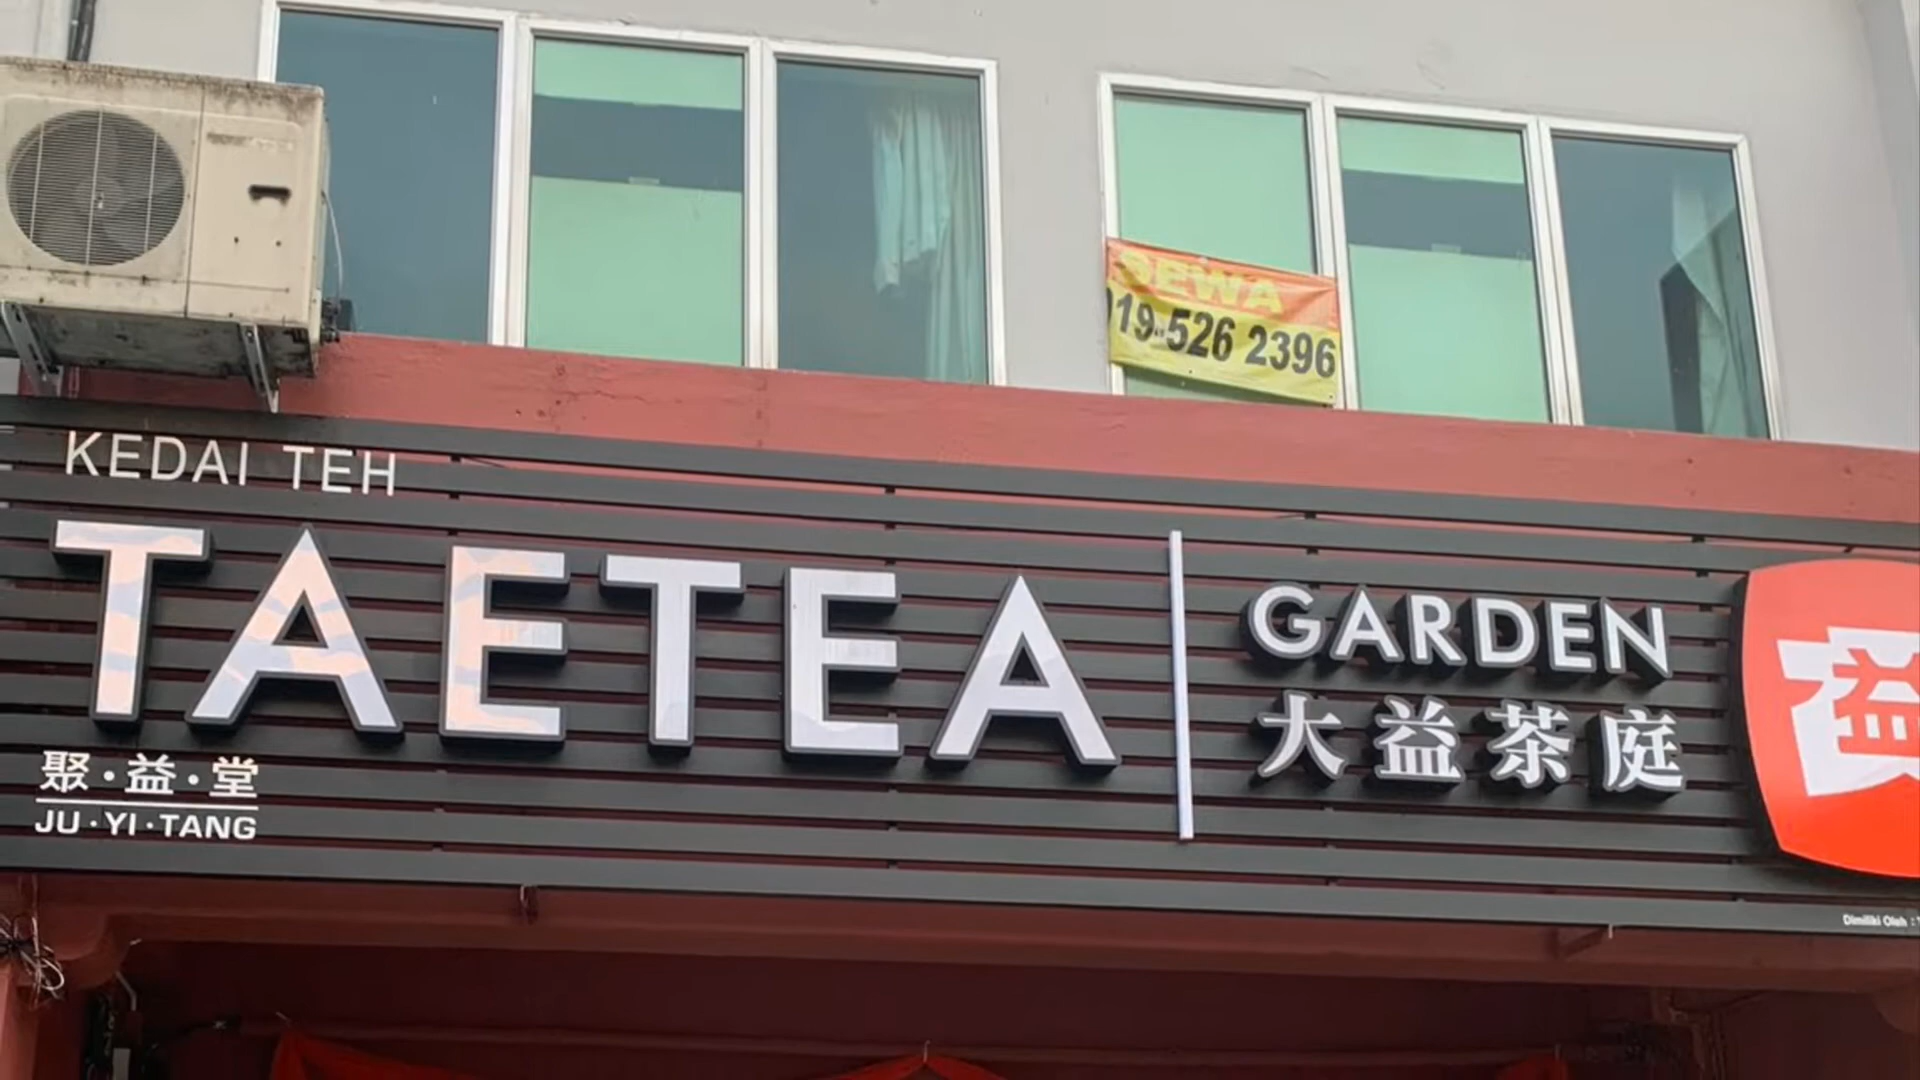 SEWA
019-526 2396
KEDAI TEH
TAETEA
GARDEN
大益茶庭
益
聚·益·堂
JU·YI·TANG
Dimiliki Oleh :